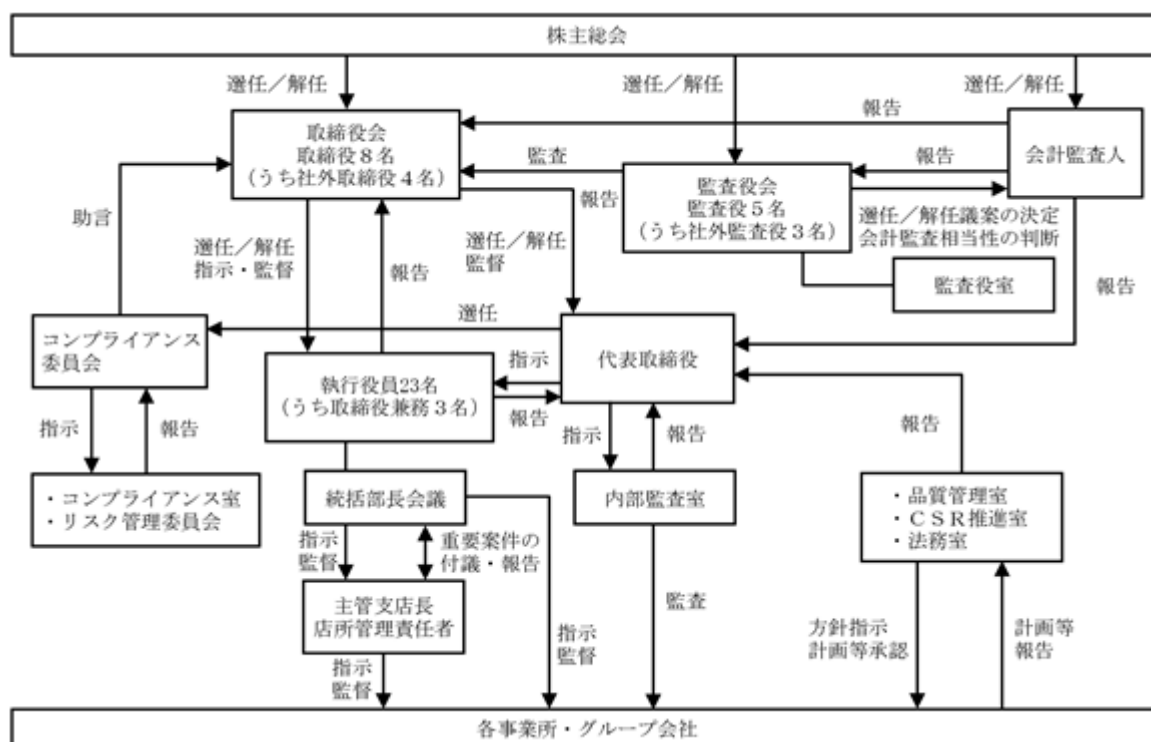 株主総会
選任／解任
選任／解任
選任／解任
報告
取締役会
取締役８名
（うち社外取締役４名）
監査
報告
会計監査人
監査役会
監査役５名
（うち社外監査役３名）
報告
助言
選任／解任議案の決定
会計監査相当性の判断
選任／解任
監督
選任／解任
指示・監督
報告
監査役室
報告
選任
コンプライアンス
委員会
代表取締役
指示
執行役員23名
（うち取締役兼務３名）
報告
指示
報告
指示
報告
報告
・コンプライアンス室
・リスク管理委員会
統括部長会議
内部監査室
・品質管理室
・ＣＳＲ推進室
・法務室
指示
監督
重要案件の
付議・報告
主管支店長
店所管理責任者
監査
指示
監督
方針指示
計画等承認
計画等
報告
指示
監督
各事業所・グループ会社